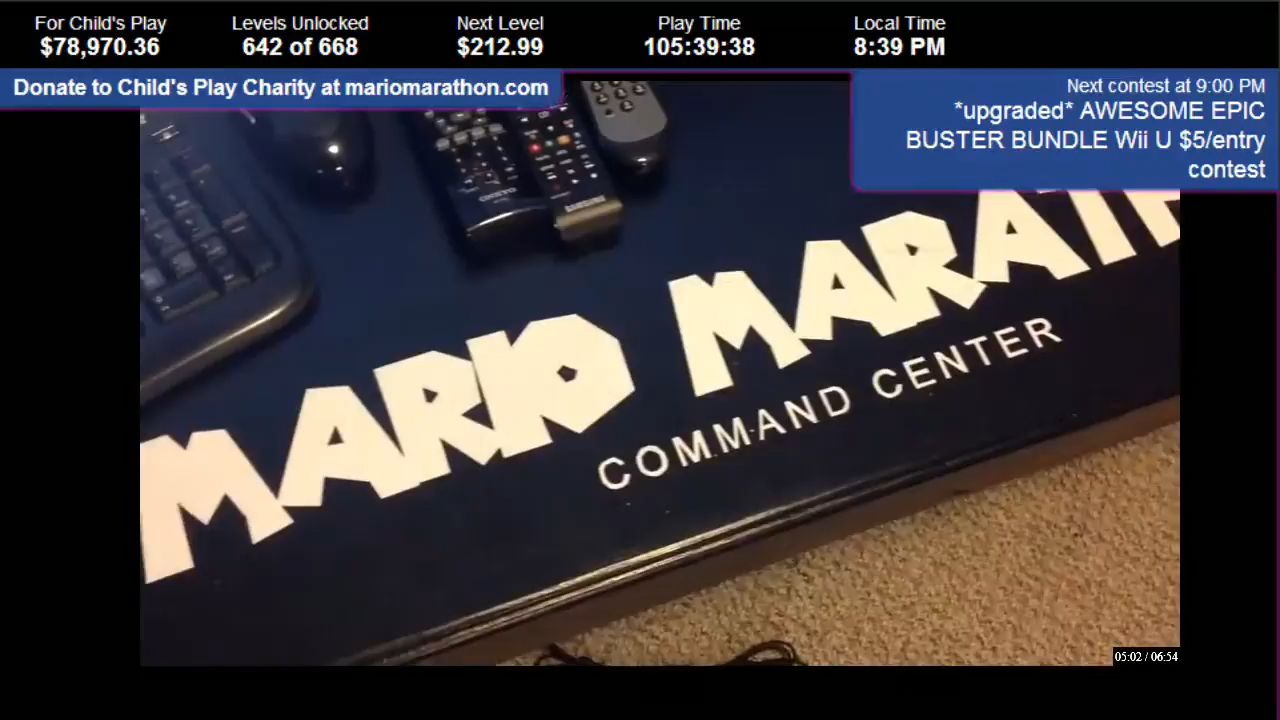 For Child's Play
$78,970.36
Levels Unlocked
642 of 668
Next Level
$212.99
Play Time
105:39:38
Local Time
8:39 PM
Donate to Child's Play Charity at mariomarathon.com
Next contest at 9:00 PM
*upgraded* AWESOME EPIC
BUSTER BUNDLE Wii U $5/entry
contest
ONKYO
SAMSUNG
MARIO MARATH
COMMAND CENTER
05:02 / 06:54